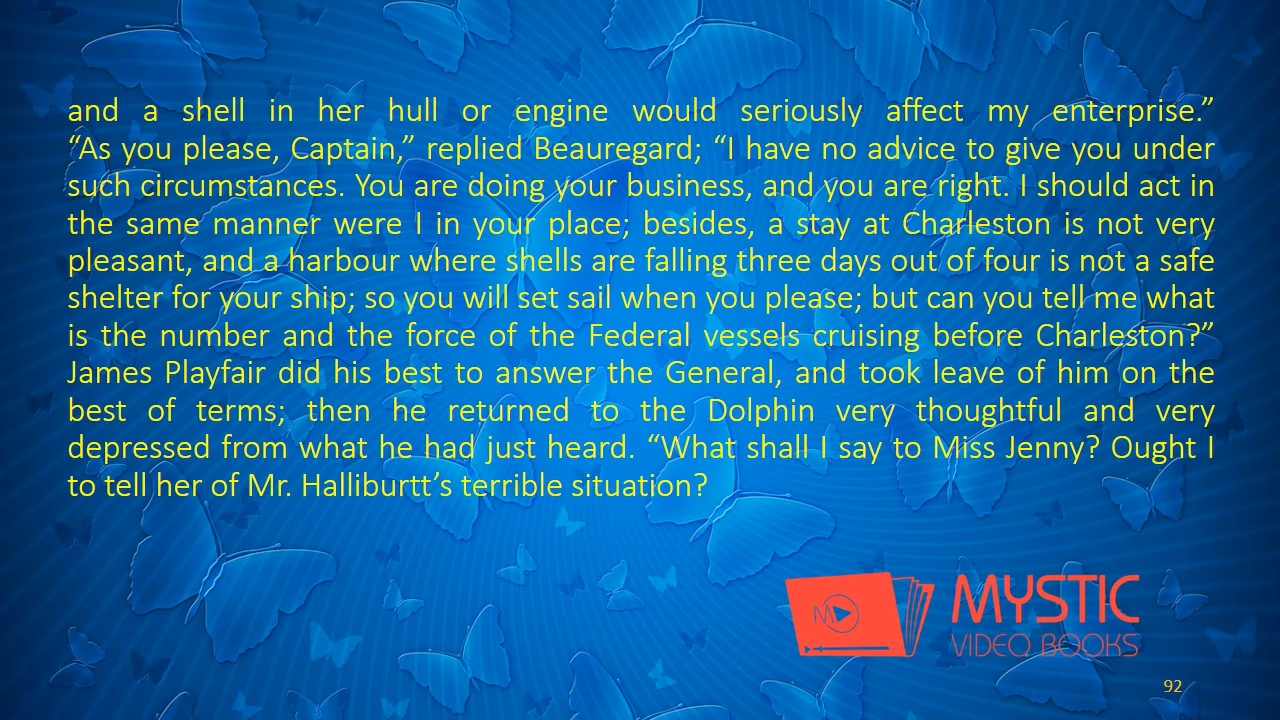 and a shell in her hull or engine would seriously affect my enterprise.”
“As you please, Captain,” replied Beauregard; “I have no advice to give you under
such circumstances. You are doing your business, and you are right. I should act in
the same manner were I in your place; besides, a stay at Charleston is not very
pleasant, and a harbour where shells are falling three days out of four is not a safe
shelter for your ship; so you will set sail when you please; but can you tell me what
is the number and the force of the Federal vessels cruising before Charleston?”
James Playfair did his best to answer the General, and took leave of him on the
best of terms; then he returned to the Dolphin very thoughtful and very
depressed from what he had just heard. “What shall I say to Miss Jenny? Ought I
to tell her of Mr. Halliburtt’s terrible situation?
MYSTIC
VIDEO BOOKS
92